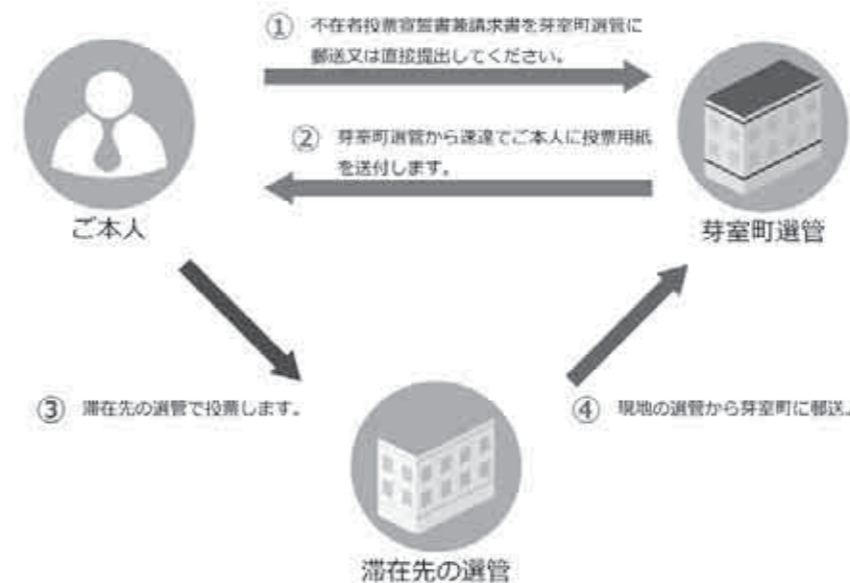 ① 不在者投票宣誓書兼請求書を芽室町選管に
郵送又は直接提出してください。
② 芽室町選管から速達でご本人に投票用紙
を送付します。
ご本人
芽室町選管
③ 滞在先の選管で投票します。
④ 現地の選管から芽室町に郵送。
滞在先の選管